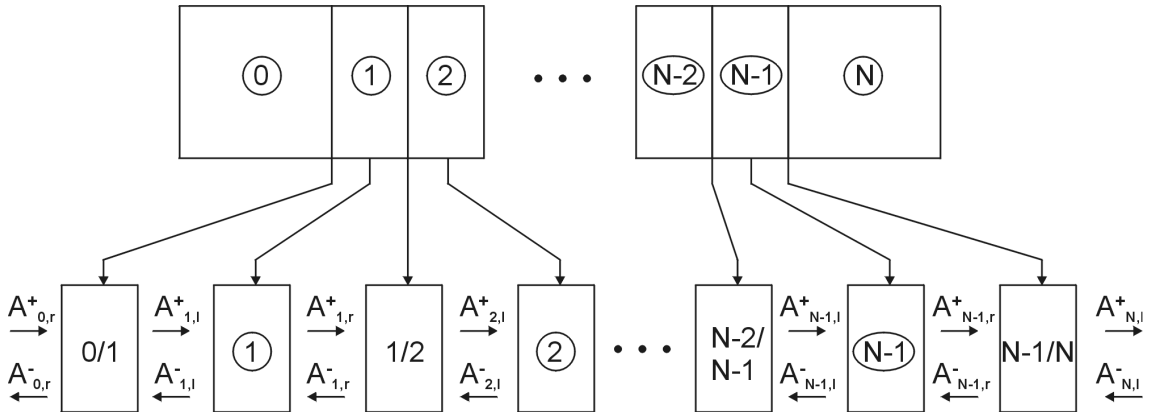 0 1 2 • • • N-2 N-1 N
A+0,r A+1,l A+1,r A+2,l A+N-1,l A+N-1,r A+N,l
0/1 1 1/2 2 • • • N-2/ N-1 N-1/N
N-1
A-0,r A-1,l A-1,r A-2,l A-N-1,l A-N-1,r A-N,l